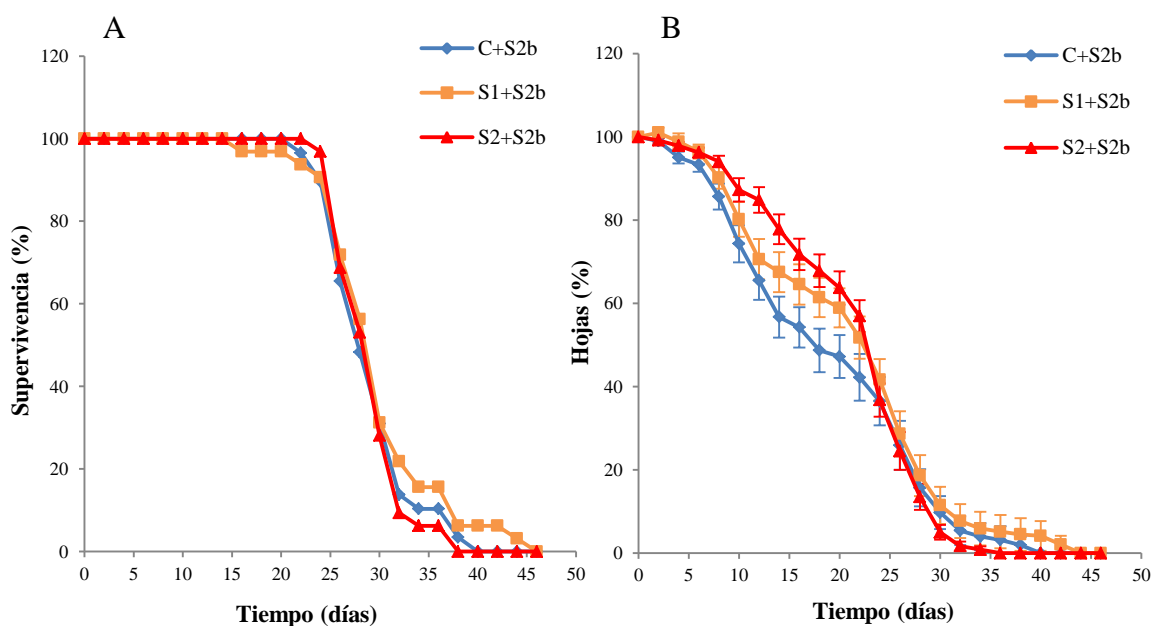 A
C+S2b
S1+S2b
S2+S2b
Supervivencia (%)
120
100
80
60
40
20
0
0 5 10 15 20 25 30 35 40 45 50
Tiempo (días)
B
C+S2b
S1+S2b
S2+S2b
Hojas (%)
120
100
80
60
40
20
0
0 5 10 15 20 25 30 35 40 45 50
Tiempo (días)